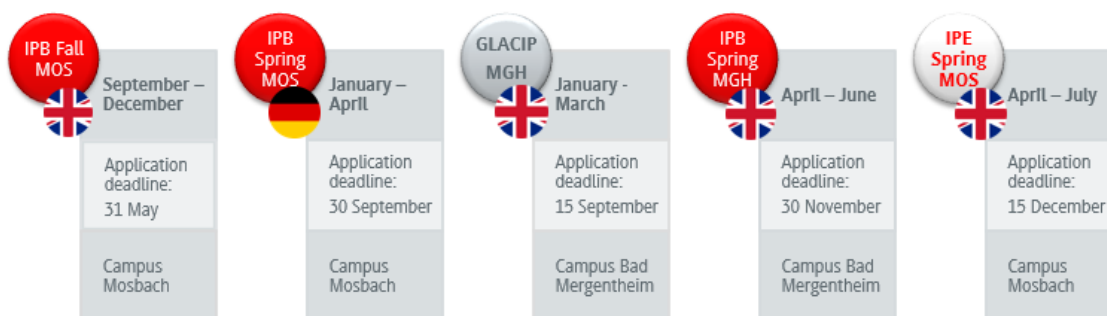 IPB Fall
MOS
September –
December
Application
deadline:
31 May
Campus
Mosbach
IPB
Spring
MOS
January –
April
Application
deadline:
30 September
Campus
Mosbach
GLACIP
MGH
January -
March
Application
deadline:
15 September
Campus Bad
Mergentheim
IPB
Spring
MGH
April – June
Application
deadline:
30 November
Campus Bad
Mergentheim
IPE
Spring
MOS
April – July
Application
deadline:
15 December
Campus
Mosbach